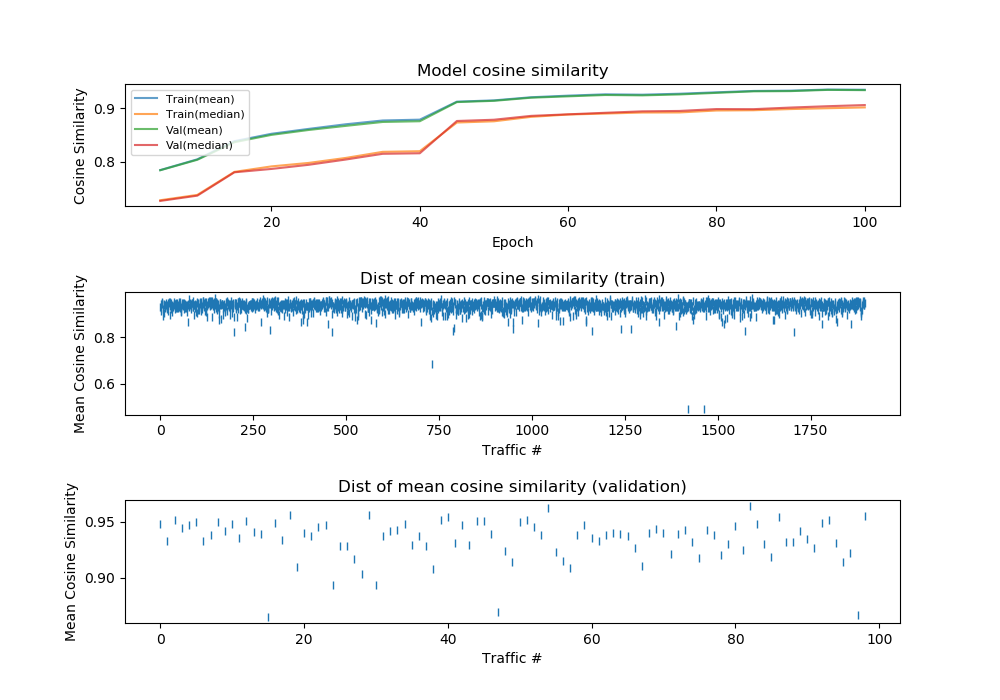 Model cosine similarity
Cosine Similarity
0.9
0.8
Train(mean)
Train(median)
Val(mean)
Val(median)
20 40 60 80 100
Epoch
Dist of mean cosine similarity (train)
Mean Cosine Similarity
0.8
0.6
0 250 500 750 1000 1250 1500 1750
Traffic #
Dist of mean cosine similarity (validation)
Mean Cosine Similarity
0.95
0.90
0 20 40 60 80 100
Traffic #